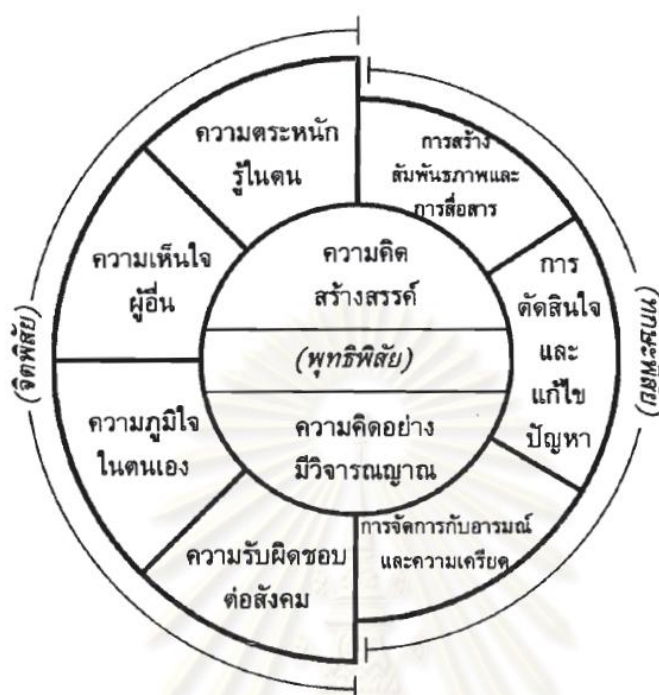 ความตระหนัก
รู้ในตน
การสร้าง
สัมพันธภาพและ
การสื่อสาร
ความเห็นใจ
ผู้อื่น
ความคิด
สร้างสรรค์
การ
ตัดสินใจ
และ
แก้ไข
ปัญหา
(จิตพิสัย)
(พุทธิพิสัย)
(ทักษะพิสัย)
ความภูมิใจ
ในตนเอง
ความคิดอย่าง
มีวิจารณญาณ
ความรับผิดชอบ
ต่อสังคม
การจัดการกับอารมณ์
และความเครียด